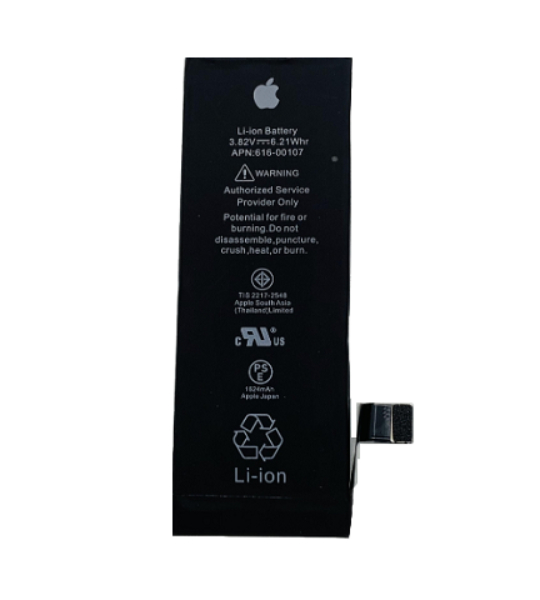 Li-ion Battery
3.82V⎓6.21Whr
APN:616-00107
WARNING
Authorized Service
Provider Only
Potential for fire or
burning.Do not
disassemble,puncture,
crush,heat,or burn.
TIS 2217-2548
Apple South Asia
(Thailand)Limited
c RU® US
PS
E
1624mAh
Apple Japan
Li-ion